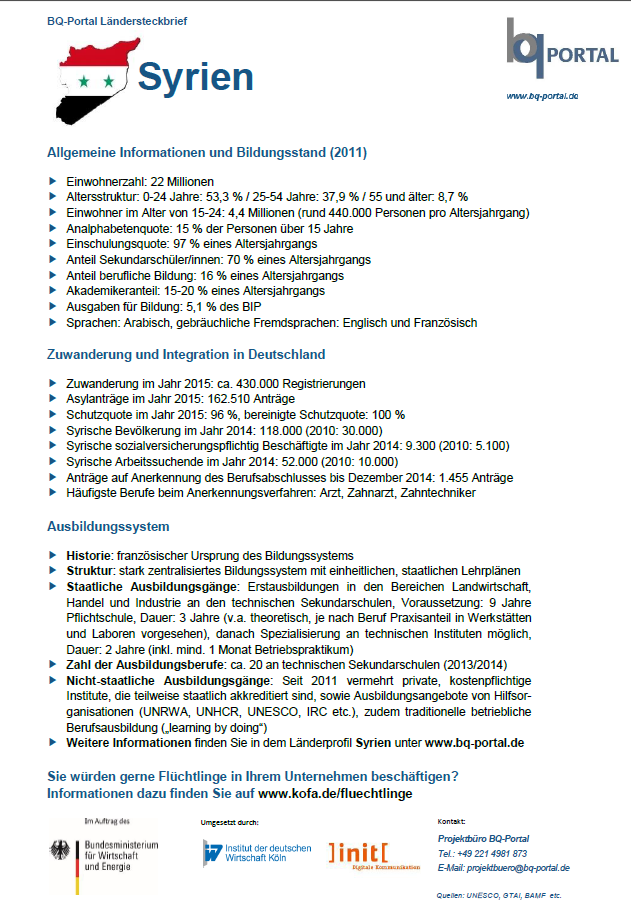 BQ-Portal Ländersteckbrief
Syrien
bq PORTAL
www.bq-portal.de
Allgemeine Informationen und Bildungsstand (2011)
Einwohnerzahl: 22 Millionen
Altersstruktur: 0-24 Jahre: 53,3 % / 25-54 Jahre: 37,9 % / 55 und älter: 8,7 %
Einwohner im Alter von 15-24: 4,4 Millionen (rund 440.000 Personen pro Altersjahrgang)
Analphabetenquote: 15 % der Personen über 15 Jahre
Einschulungsquote: 97 % eines Altersjahrgangs
Anteil Sekundarschüler/innen: 70 % eines Altersjahrgangs
Anteil berufliche Bildung: 16 % eines Altersjahrgangs
Akademikeranteil: 15-20 % eines Altersjahrgangs
Ausgaben für Bildung: 5,1 % des BIP
Sprachen: Arabisch, gebräuchliche Fremdsprachen: Englisch und Französisch
Zuwanderung und Integration in Deutschland
Zuwanderung im Jahr 2015: ca. 430.000 Registrierungen
Asylanträge im Jahr 2015: 162.510 Anträge
Schutzquote im Jahr 2015: 96 %, bereinigte Schutzquote: 100 %
Syrische Bevölkerung im Jahr 2014: 118.000 (2010: 30.000)
Syrische sozialversicherungspflichtig Beschäftigte im Jahr 2014: 9.300 (2010: 5.100)
Syrische Arbeitssuchende im Jahr 2014: 52.000 (2010: 10.000)
Anträge auf Anerkennung des Berufsabschlusses bis Dezember 2014: 1.455 Anträge
Häufigste Berufe beim Anerkennungsverfahren: Arzt, Zahnarzt, Zahntechniker
Ausbildungssystem
Historie: französischer Ursprung des Bildungssystems
Struktur: stark zentralisiertes Bildungssystem mit einheitlichen, staatlichen Lehrplänen
Staatliche Ausbildungsgänge: Erstausbildungen in den Bereichen Landwirtschaft,
Handel und Industrie an den technischen Sekundarschulen, Voraussetzung: 9 Jahre
Pflichtschule, Dauer: 3 Jahre (v.a. theoretisch, je nach Beruf Praxisanteil in Werkstätten
und Laboren vorgesehen), danach Spezialisierung an technischen Instituten möglich,
Dauer: 2 Jahre (inkl. mind. 1 Monat Betriebspraktikum)
Zahl der Ausbildungsberufe: ca. 20 an technischen Sekundarschulen (2013/2014)
Nicht-staatliche Ausbildungsgänge: Seit 2011 vermehrt private, kostenpflichtige
Institute, die teilweise staatlich akkreditiert sind, sowie Ausbildungsangebote von Hilfsor-
ganisationen (UNRWA, UNHCR, UNESCO, IRC etc.), zudem traditionelle betriebliche
Berufsausbildung („learning by doing“)
Weitere Informationen finden Sie in dem Länderprofil Syrien unter www.bq-portal.de
Sie würden gerne Flüchtlinge in Ihrem Unternehmen beschäftigen?
Informationen dazu finden Sie auf www.kofa.de/fluechtlinge
Im Auftrag des
Bundesministerium
für Wirtschaft
und Energie
Umgesetzt durch:
iw Institut der deutschen
Wirtschaft Köln
]init[
Digitale Kommunikation
Kontakt:
Projektbüro BQ-Portal
Tel.: +49 221 4981 873
E-Mail: projektbuero@bq-portal.de
Quellen: UNESCO, GTAI, BAMF etc.